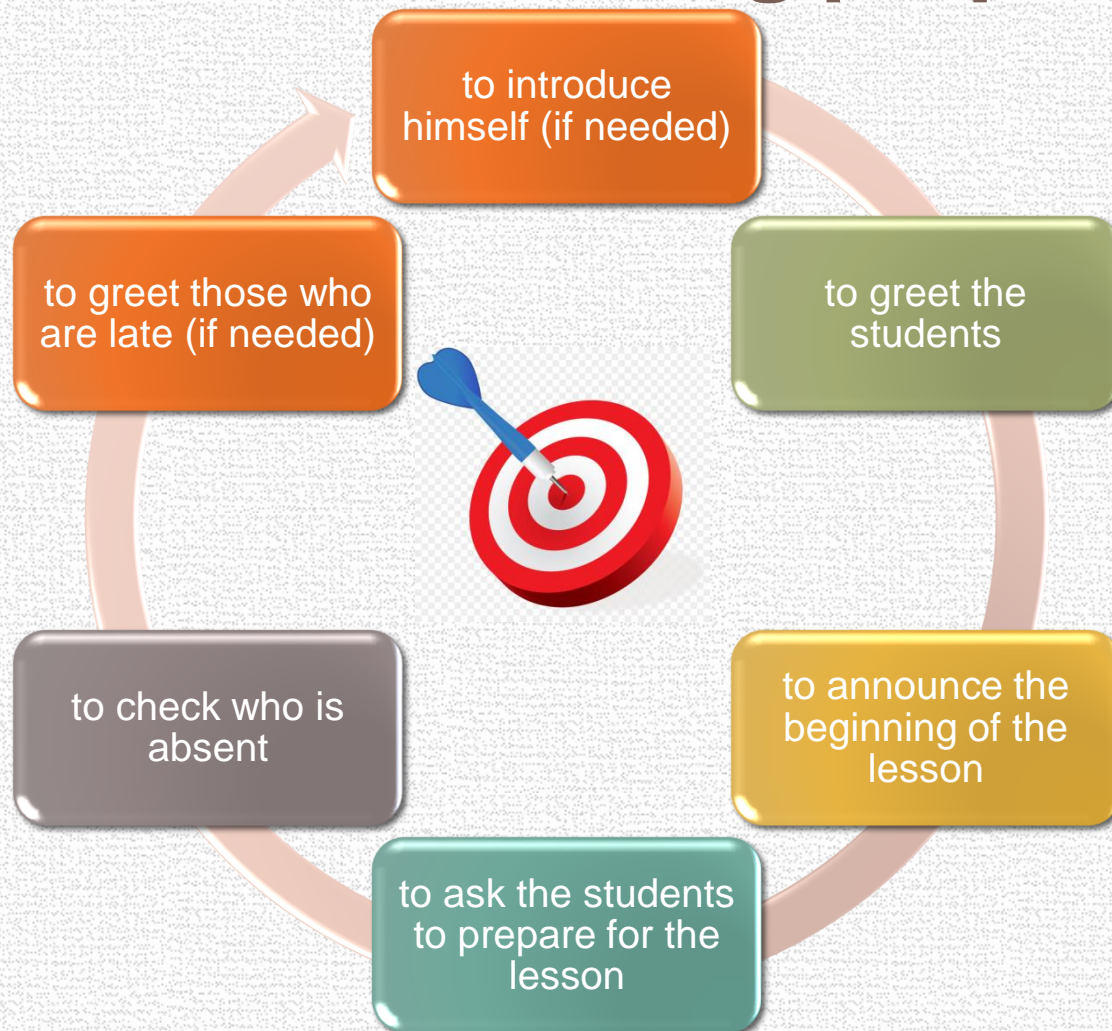 to introduce
himself (if needed)
to greet the
students
to announce the
beginning of the
lesson
to ask the students
to prepare for the
lesson
to check who is
absent
to greet those who
are late (if needed)